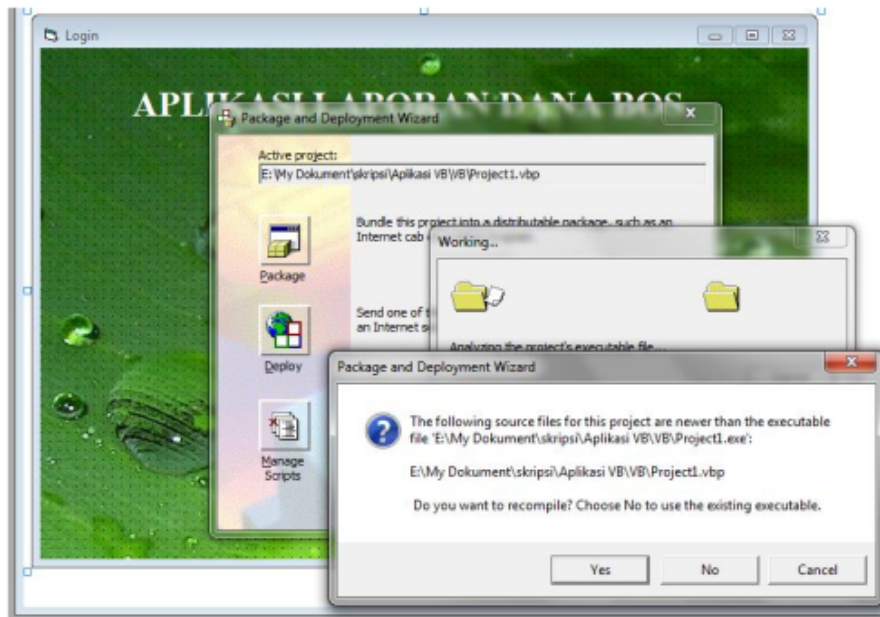 Login
APLIKASI LAPORAN DANA BOS
Package and Deployment Wizard
Active project:
E:\My Dokument\skripsi\Aplikasi VB\VB\Project1.vbp
Bundle this project into a distributable package, such as an
Internet cab
Package
Working...
Send one of
an Internet
Deploy
Analyzing the project's executable file...
Manage
Scripts
Package and Deployment Wizard
The following source files for this project are newer than the executable
file 'E:\My Dokument\skripsi\Aplikasi VB\VB\Project1.exe':
E:\My Dokument\skripsi\Aplikasi VB\VB\Project1.vbp
Do you want to recompile? Choose No to use the existing executable.
Yes
No
Cancel